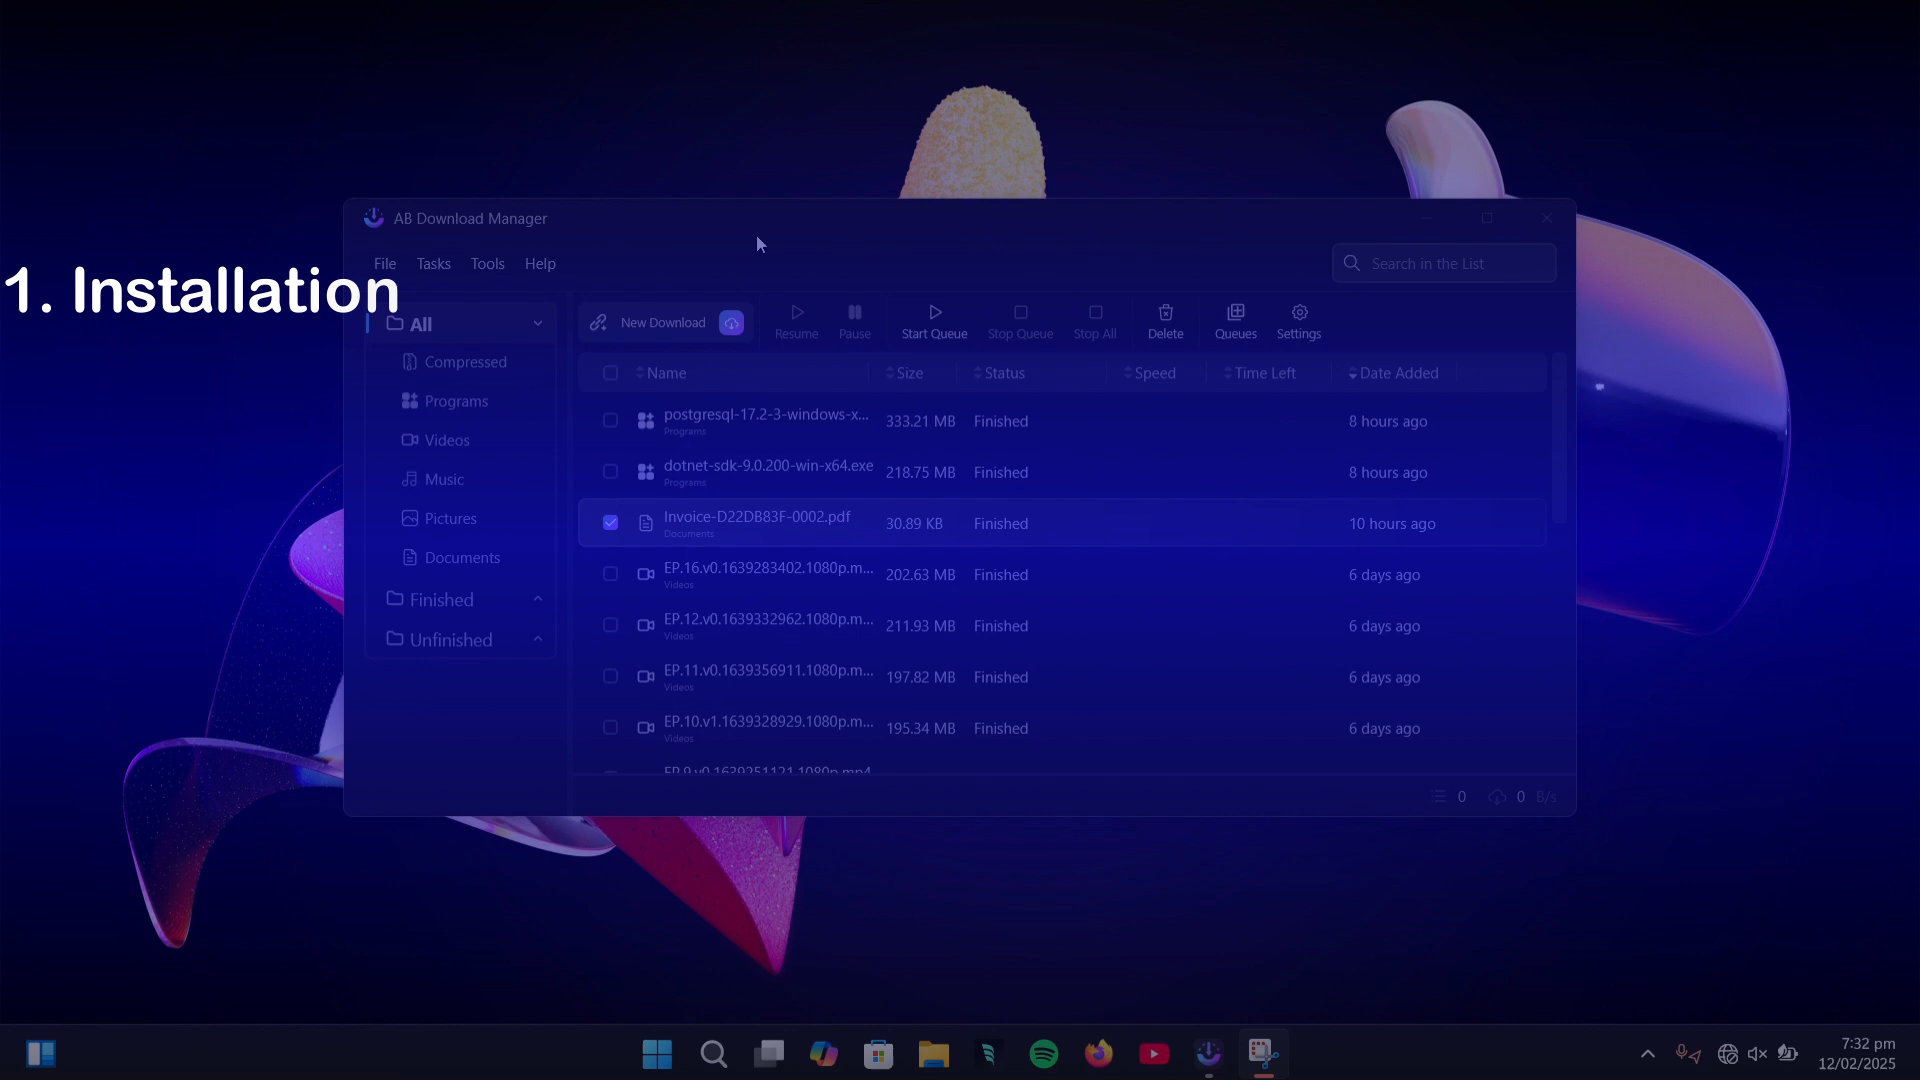 AB Download Manager
File Tasks Tools Help
Search in the List
1. Installation
All
Compressed
Programs
Videos
Music
Pictures
Documents
Finished
Unfinished
New Download Resume Pause Start Queue Stop Queue Stop All Delete Queues Settings
Name Size Status Speed Time Left Date Added
postgresql-17.2-3-windows-x... 333.21 MB Finished 8 hours ago
Programs
dotnet-sdk-9.0.200-win-x64.exe 218.75 MB Finished 8 hours ago
Programs
Invoice-D22DB83F-0002.pdf 30.89 KB Finished 10 hours ago
Documents
EP.16.v0.1639283402.1080p.m... 202.63 MB Finished 6 days ago
Videos
EP.12.v0.1639332962.1080p.m... 211.93 MB Finished 6 days ago
Videos
EP.11.v0.1639356911.1080p.m... 197.82 MB Finished 6 days ago
Videos
EP.10.v1.1639328929.1080p.m... 195.34 MB Finished 6 days ago
Videos
EP.9.v0.1639251121.1080p.mp4
0 0 B/s
7:32 pm
12/02/2025